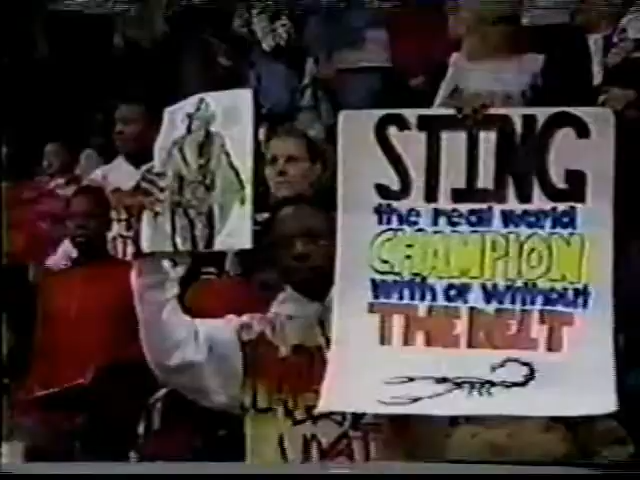 STING
the real world
CHAMPION
with or without
THE BELT